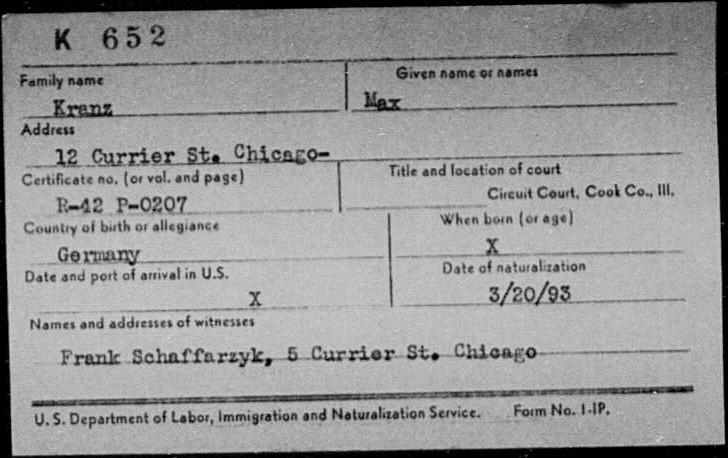 K 652
Family name Given name or names
Kranz Max
Address
12 Currier St. Chicago-
Certificate no. (or vol. and page) Title and location of court
R-42 P-0207 Circuit Court, Cook Co., Ill.
Country of birth or allegiance When born (or age)
Germany X
Date and port of arrival in U.S. Date of naturalization
X 3/20/93
Names and addresses of witnesses
Frank Schaffarzyk, 5 Currier St. Chicago
U. S. Department of Labor, Immigration and Naturalization Service. Form No. 1-IP.